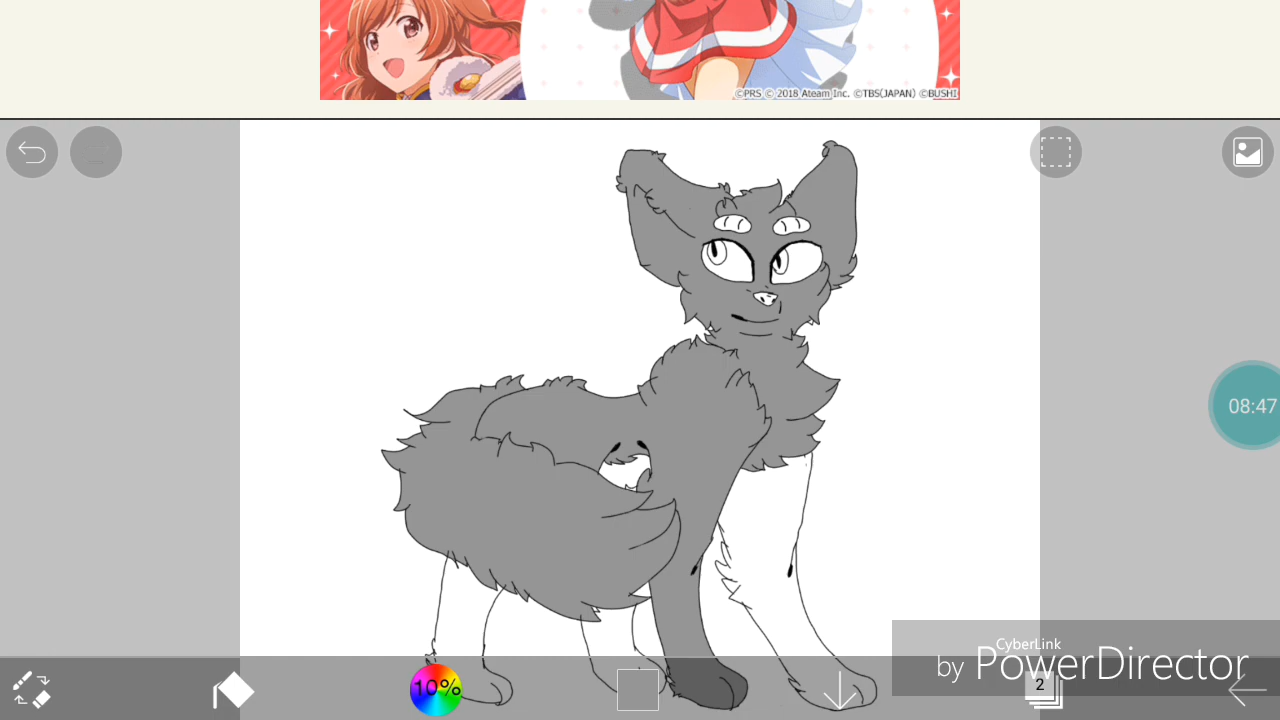 ©PRS © 2018 Ateam Inc. ©TBS(JAPAN) ©BUSHI
08:47
CyberLink
by PowerDirector
10%
2